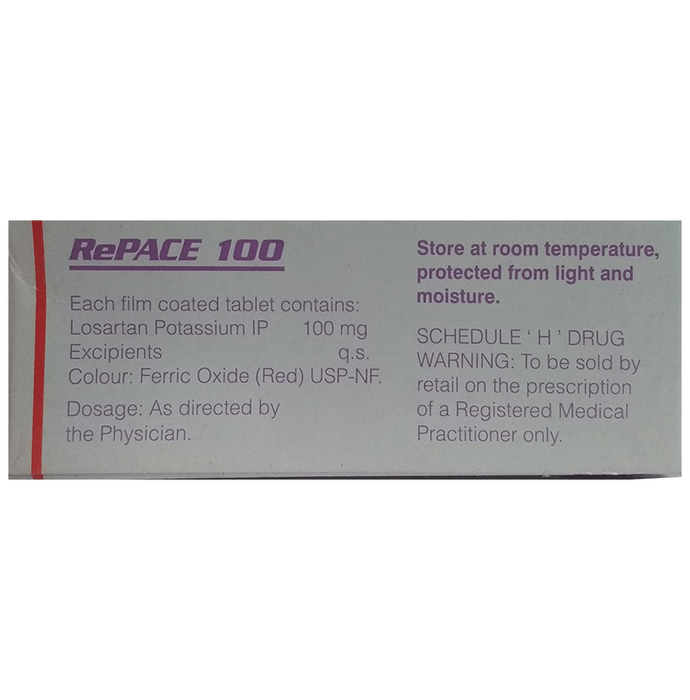 RePACE 100
Each film coated tablet contains:
Losartan Potassium IP 100 mg
Excipients q.s.
Colour: Ferric Oxide (Red) USP-NF.
Dosage: As directed by
the Physician.
Store at room temperature,
protected from light and
moisture.
SCHEDULE ‘ H ’ DRUG
WARNING: To be sold by
retail on the prescription
of a Registered Medical
Practitioner only.